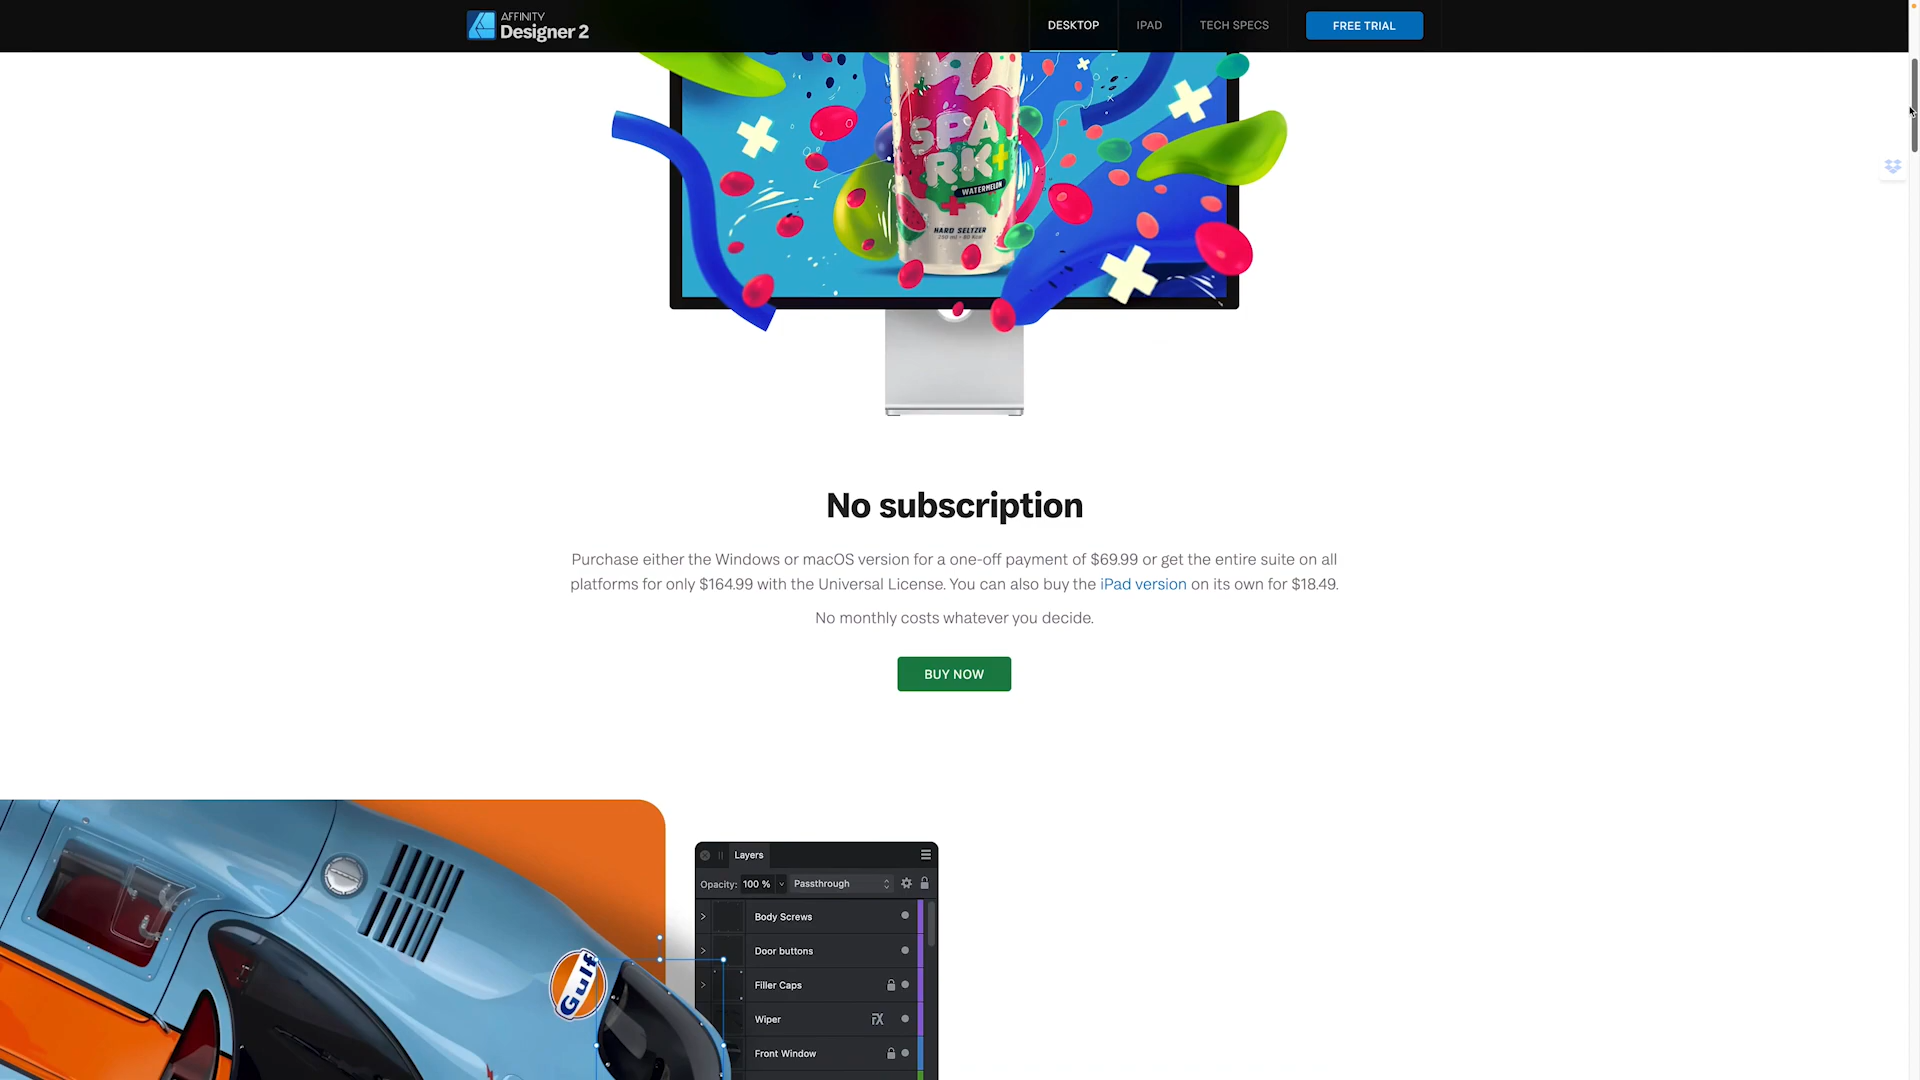 AFFINITY
Designer 2
DESKTOP
IPAD
TECH SPECS
FREE TRIAL
SPA
RK+
WATERMELON
HARD SELTZER
No subscription
Purchase either the Windows or macOS version for a one-off payment of $69.99 or get the entire suite on all
platforms for only $164.99 with the Universal License. You can also buy the iPad version on its own for $18.49.
No monthly costs whatever you decide.
BUY NOW
Gulf
Layers
Opacity: 100 % Passthrough
Body Screws
Door buttons
Filler Caps
Wiper
Front Window